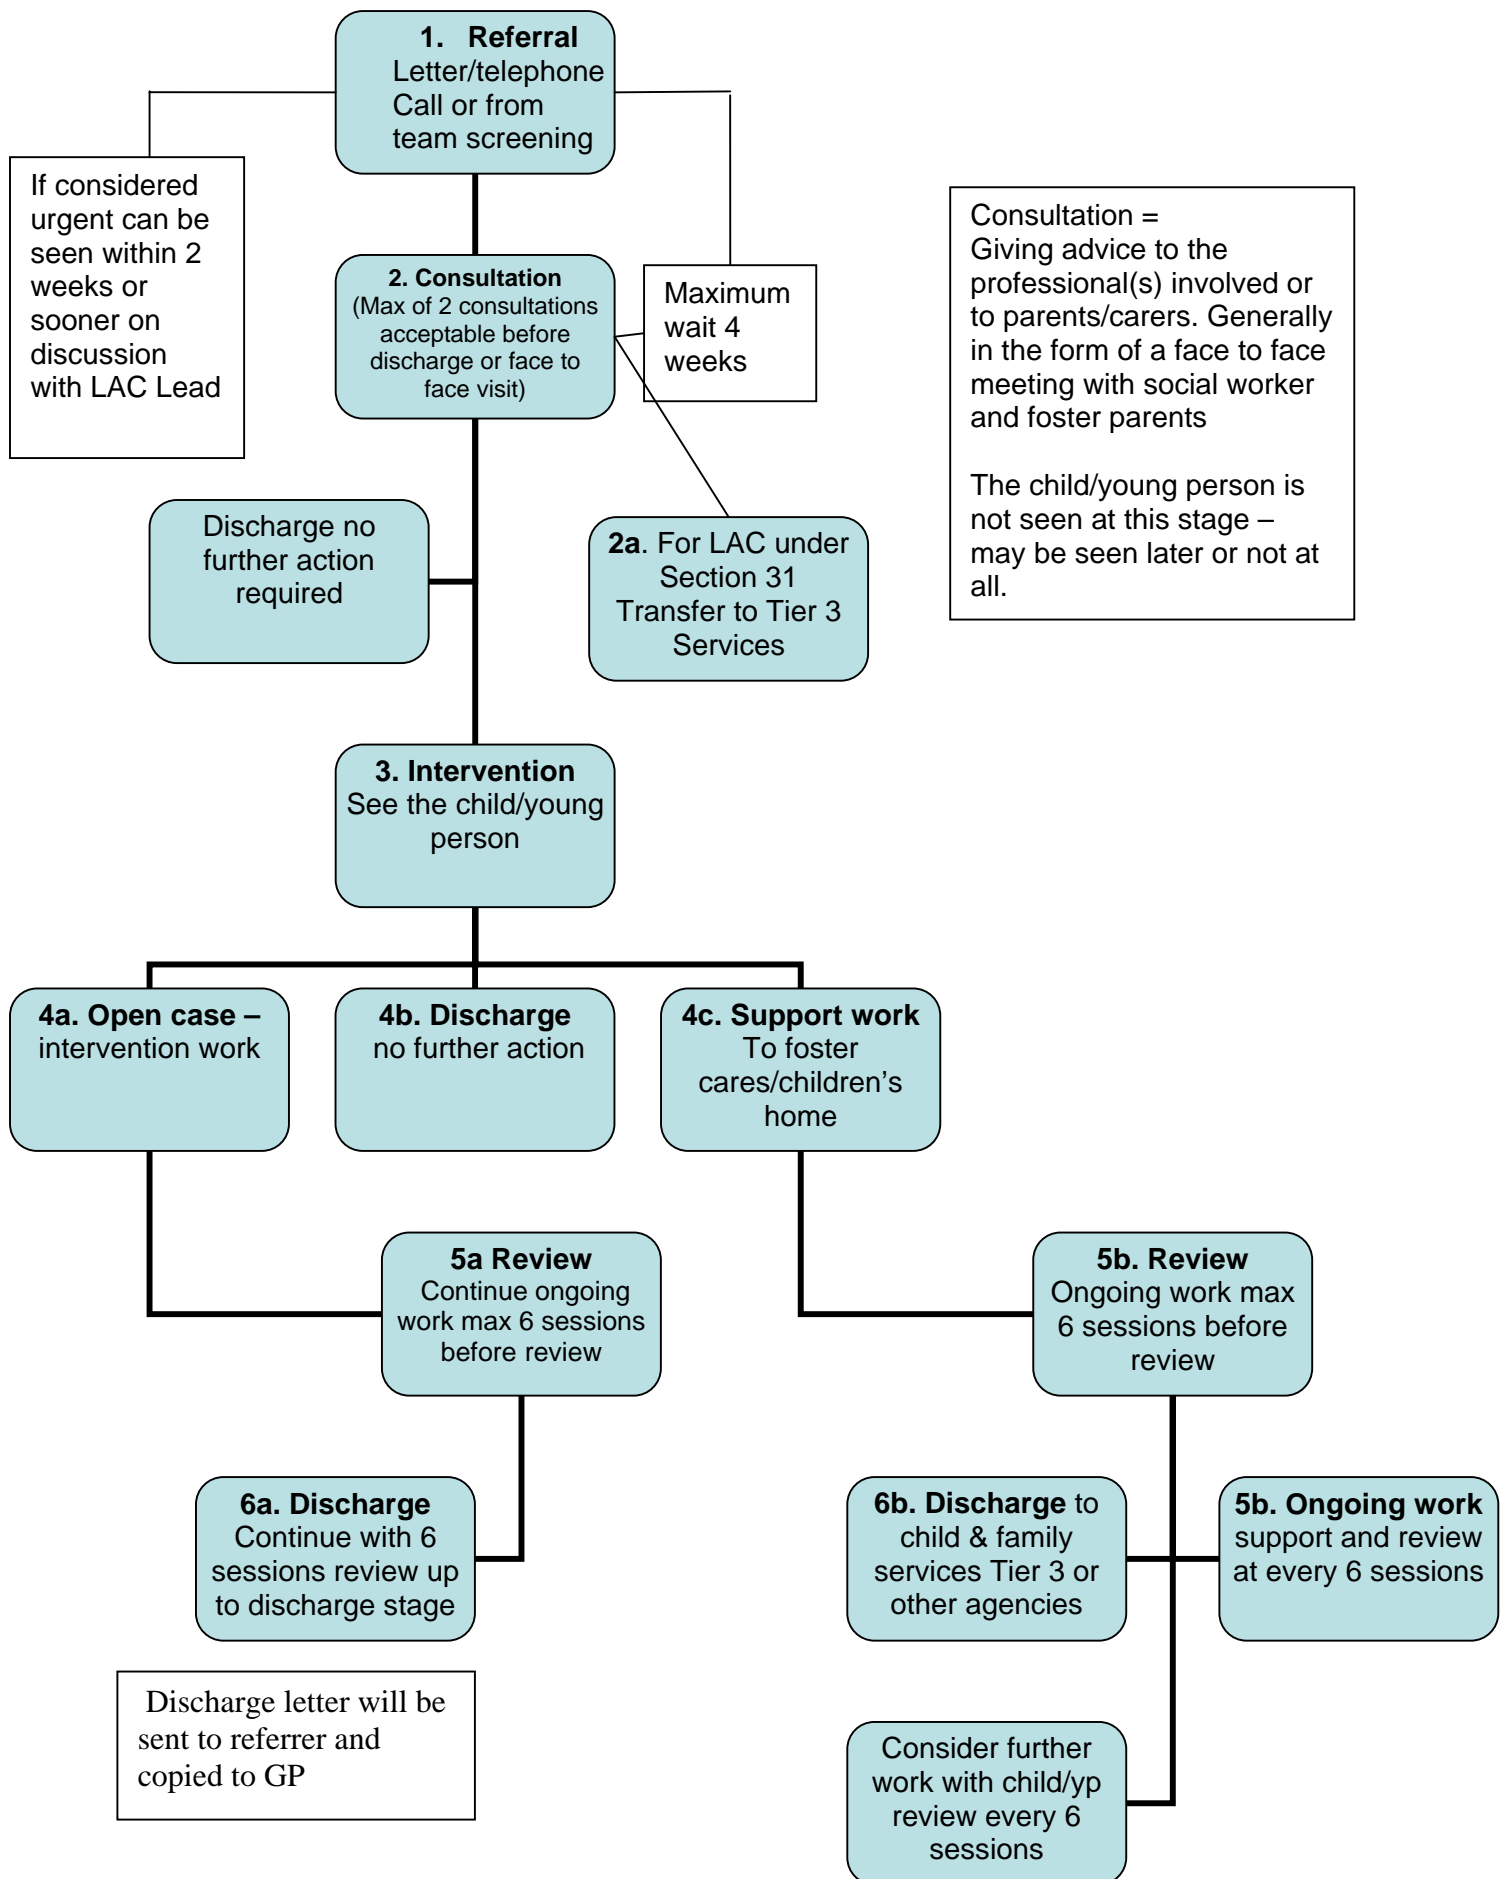 1. Referral
Letter/telephone
Call or from
team screening
If considered
urgent can be
seen within 2
weeks or
sooner on
discussion
with LAC Lead
2. Consultation
(Max of 2 consultations
acceptable before
discharge or face to
face visit)
Maximum
wait 4
weeks
Consultation =
Giving advice to the
professional(s) involved or
to parents/carers. Generally
in the form of a face to face
meeting with social worker
and foster parents
The child/young person is
not seen at this stage –
may be seen later or not at
all.
Discharge no
further action
required
2a. For LAC under
Section 31
Transfer to Tier 3
Services
3. Intervention
See the child/young
person
4a. Open case –
intervention work
4b. Discharge
no further action
4c. Support work
To foster
cares/children's
home
5a Review
Continue ongoing
work max 6 sessions
before review
5b. Review
Ongoing work max
6 sessions before
review
6a. Discharge
Continue with 6
sessions review up
to discharge stage
6b. Discharge to
child & family
services Tier 3 or
other agencies
5b. Ongoing work
support and review
at every 6 sessions
Discharge letter will be
sent to referrer and
copied to GP
Consider further
work with child/yp
review every 6
sessions